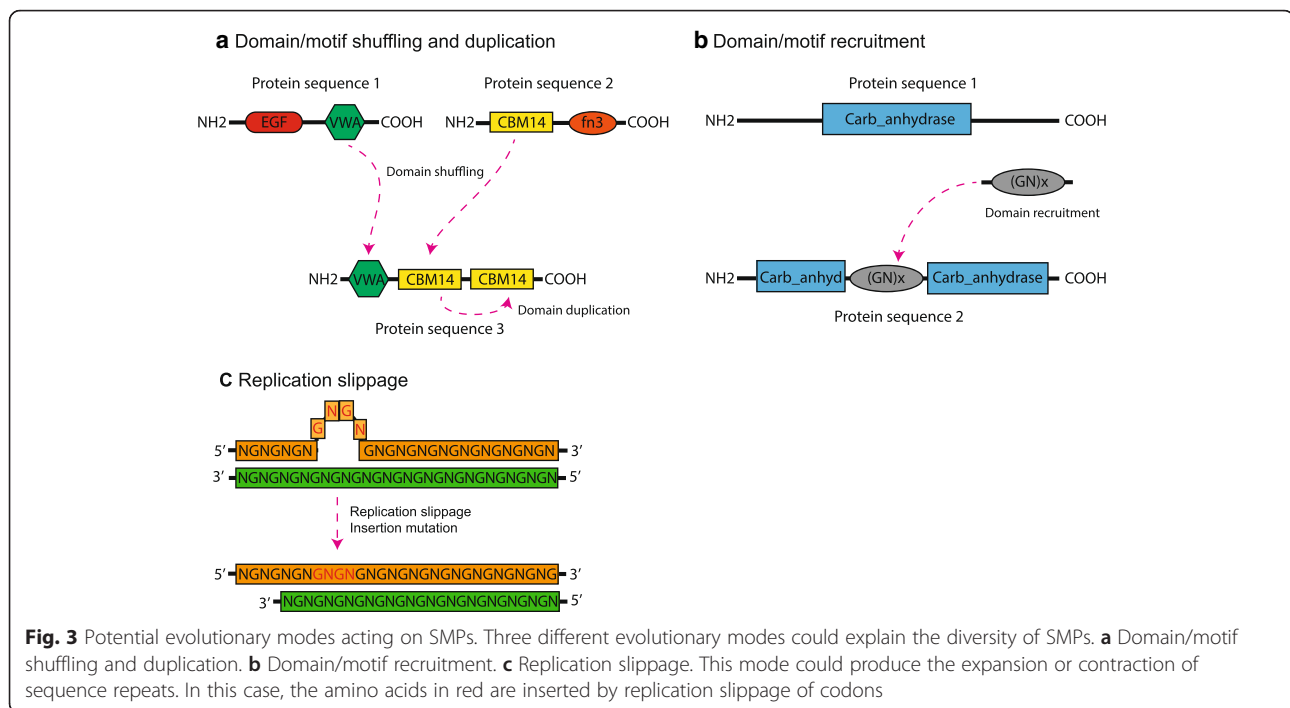 a Domain/motif shuffling and duplication
Protein sequence 1
Protein sequence 2
NH2 EGF VWA COOH
NH2 CBM14 fn3 COOH
Domain shuffling
NH2 VWA CBM14 CBM14 COOH
Domain duplication
Protein sequence 3
b Domain/motif recruitment
Protein sequence 1
NH2 Carb_anhydrase COOH
(GN)x
Domain recruitment
NH2 Carb_anhyd (GN)x Carb_anhydrase COOH
Protein sequence 2
C Replication slippage
G N G N
5’ NGNGNGN GNGNGNGNGNGNGNGNGN 3’
3’ NGNGNGNGNGNGNGNGNGNGNGNGNGNGN 5’
Replication slippage
Insertion mutation
5’ NGNGNGNGNGNGNGNGNGNGNGNGNGNG 3’
3’ NGNGNGNGNGNGNGNGNGNGNGNGN 5’
Fig. 3 Potential evolutionary modes acting on SMPs. Three different evolutionary modes could explain the diversity of SMPs. a Domain/motif
shuffling and duplication. b Domain/motif recruitment. c Replication slippage. This mode could produce the expansion or contraction of
sequence repeats. In this case, the amino acids in red are inserted by replication slippage of codons